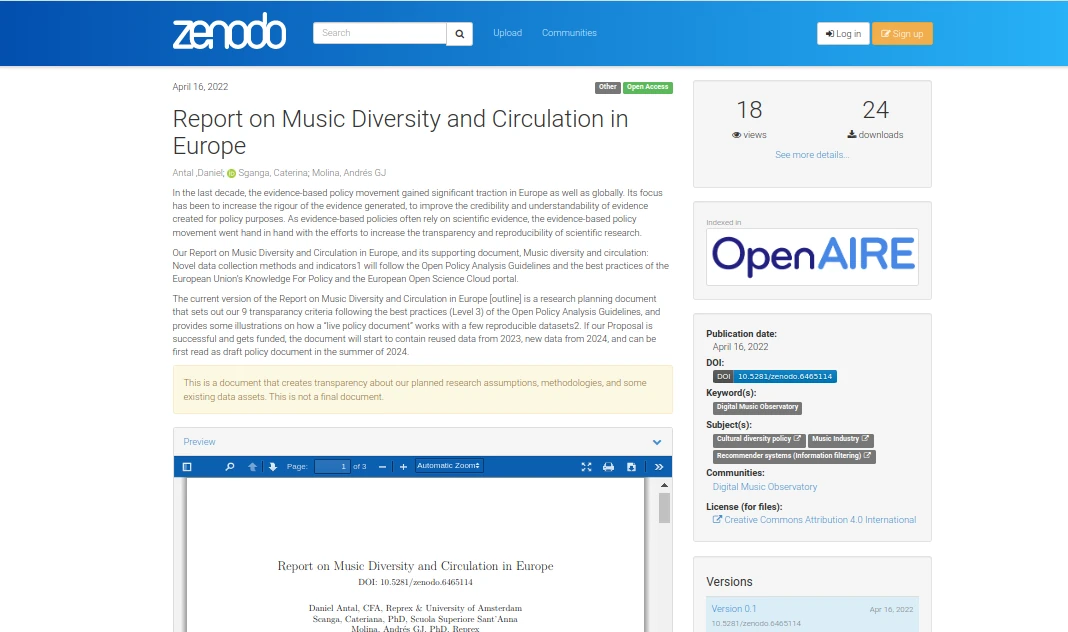 zenodo
Search
Upload
Communities
Log in
Sign up
April 16, 2022
Other
Open Access
Report on Music Diversity and Circulation in
Europe
Antal ,Daniel; Sganga, Caterina; Molina, Andrés GJ
In the last decade, the evidence-based policy movement gained significant traction in Europe as well as globally. Its focus
has been to increase the rigour of the evidence generated, to improve the credibility and understandability of evidence
created for policy purposes. As evidence-based policies often rely on scientific evidence, the evidence-based policy
movement went hand in hand with the efforts to increase the transparency and reproducibility of scientific research.
Our Report on Music Diversity and Circulation in Europe, and its supporting document, Music diversity and circulation:
Novel data collection methods and indicators1 will follow the Open Policy Analysis Guidelines and the best practices of the
European Union's Knowledge For Policy and the European Open Science Cloud portal.
The current version of the Report on Music Diversity and Circulation in Europe [outline] is a research planning document
that sets out our 9 transparancy criteria following the best practices (Level 3) of the Open Policy Analysis Guidelines, and
provides some illustrations on how a "live policy document" works with a few reproducible datasets2. If our Proposal is
successful and gets funded, the document will start to contain reused data from 2023, new data from 2024, and can be
first read as draft policy document in the summer of 2024.
This is a document that creates transparency about our planned research assumptions, methodologies, and some
existing data assets. This is not a final document.
Preview
Page: 1 of 3
Automatic Zoom
Report on Music Diversity and Circulation in Europe
DOI: 10.5281/zenodo.6465114
Daniel Antal, CFA, Reprex & University of Amsterdam
Scanga, Cateriana, PhD, Scuola Superiore Sant'Anna
Molina, Andrés GJ, PhD, Reprex
18
views
24
downloads
See more details...
Indexed in
OpenAIRE
Publication date:
April 16, 2022
DOI:
DOI 10.5281/zenodo.6465114
Keyword(s):
Digital Music Observatory
Subject(s):
Cultural diversity policy
Music Industry
Recommender systems (Information filtering)
Communities:
Digital Music Observatory
License (for files):
Creative Commons Attribution 4.0 International
Versions
Version 0.1
Apr 16, 2022
10.5281/zenodo.6465114